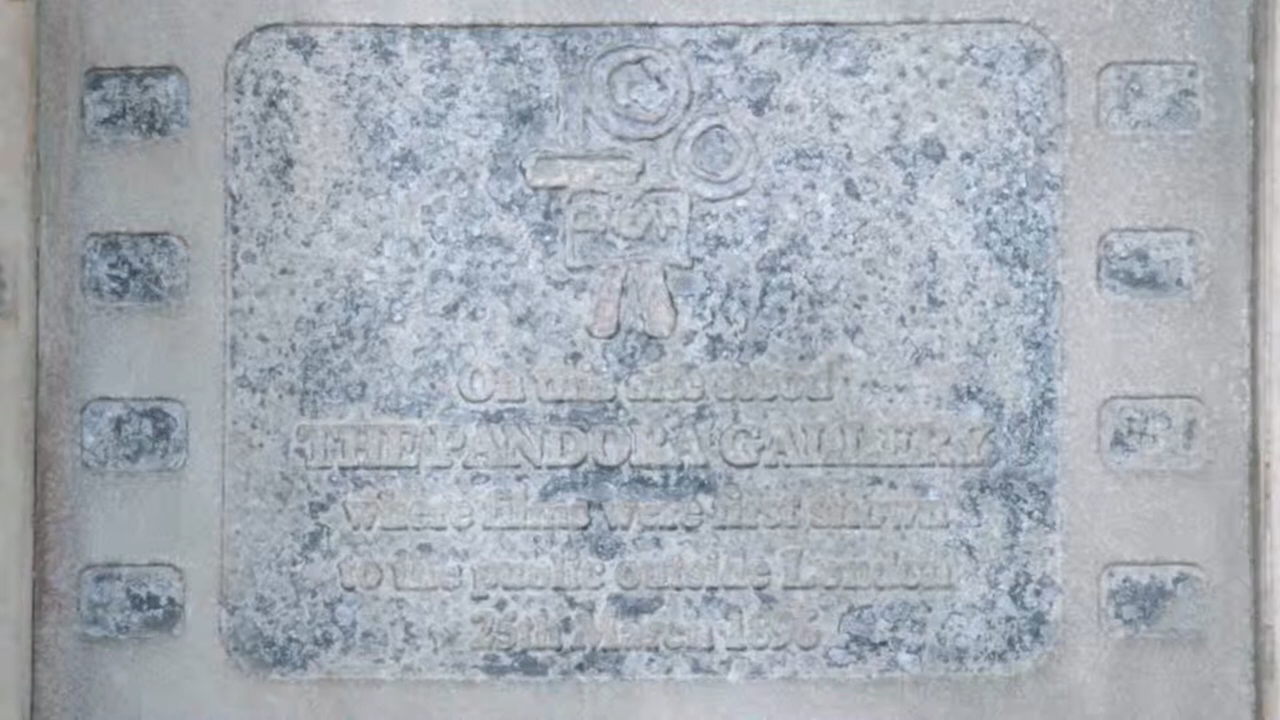 On this site stood
THE PANDORA GALLERY
where films were first shown
to the public outside London
25th March 1896